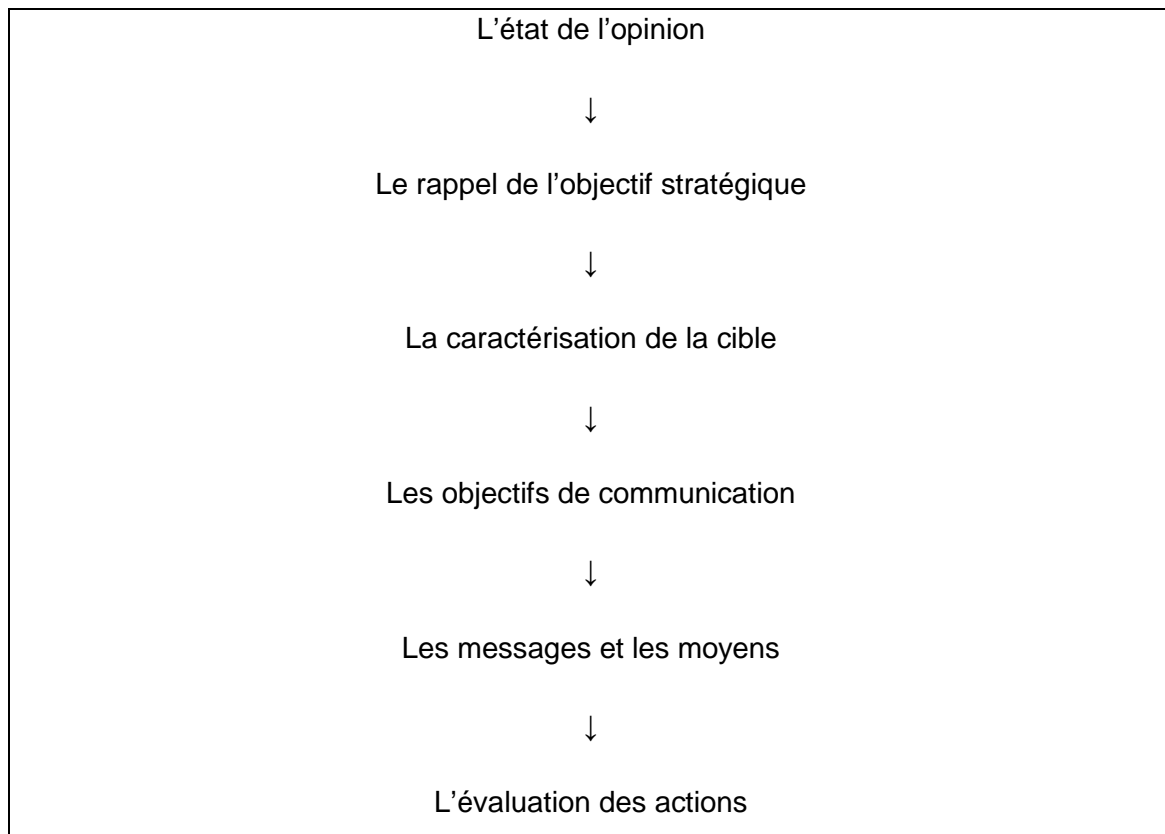 L’état de l’opinion
↓
Le rappel de l’objectif stratégique
↓
La caractérisation de la cible
↓
Les objectifs de communication
↓
Les messages et les moyens
↓
L’évaluation des actions